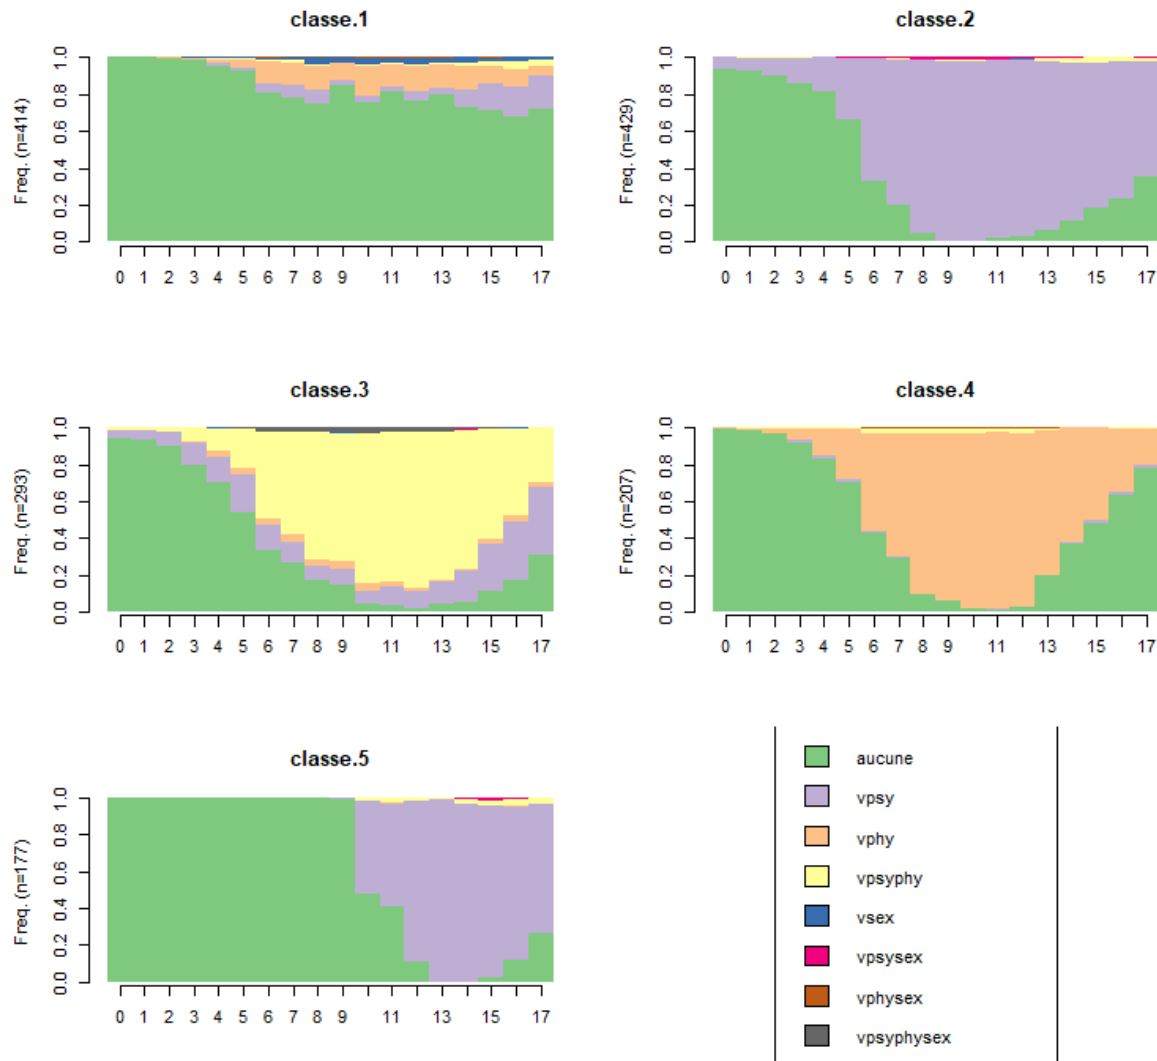 classe.1
Freq. (n=414)
0.0 0.2 0.4 0.6 0.8 1.0
0 1 2 3 4 5 6 7 8 9 11 13 15 17
classe.2
Freq. (n=429)
0.0 0.2 0.4 0.6 0.8 1.0
0 1 2 3 4 5 6 7 8 9 11 13 15 17
classe.3
Freq. (n=293)
0.0 0.2 0.4 0.6 0.8 1.0
0 1 2 3 4 5 6 7 8 9 11 13 15 17
classe.4
Freq. (n=207)
0.0 0.2 0.4 0.6 0.8 1.0
0 1 2 3 4 5 6 7 8 9 11 13 15 17
classe.5
Freq. (n=177)
0.0 0.2 0.4 0.6 0.8 1.0
0 1 2 3 4 5 6 7 8 9 11 13 15 17
aucune
vpsy
vphy
vpsyphy
vsex
vpsysex
vphysex
vpsyphysex